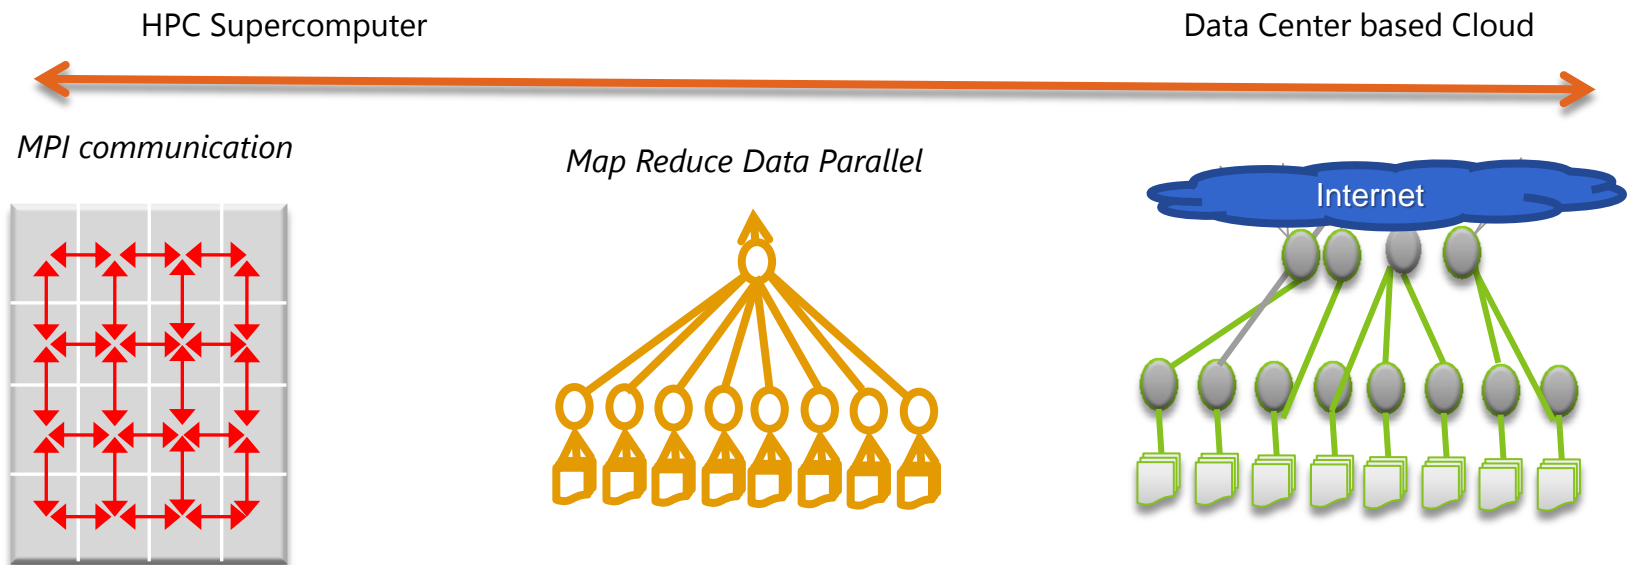 HPC Supercomputer
Data Center based Cloud
MPI communication
Map Reduce Data Parallel
Internet